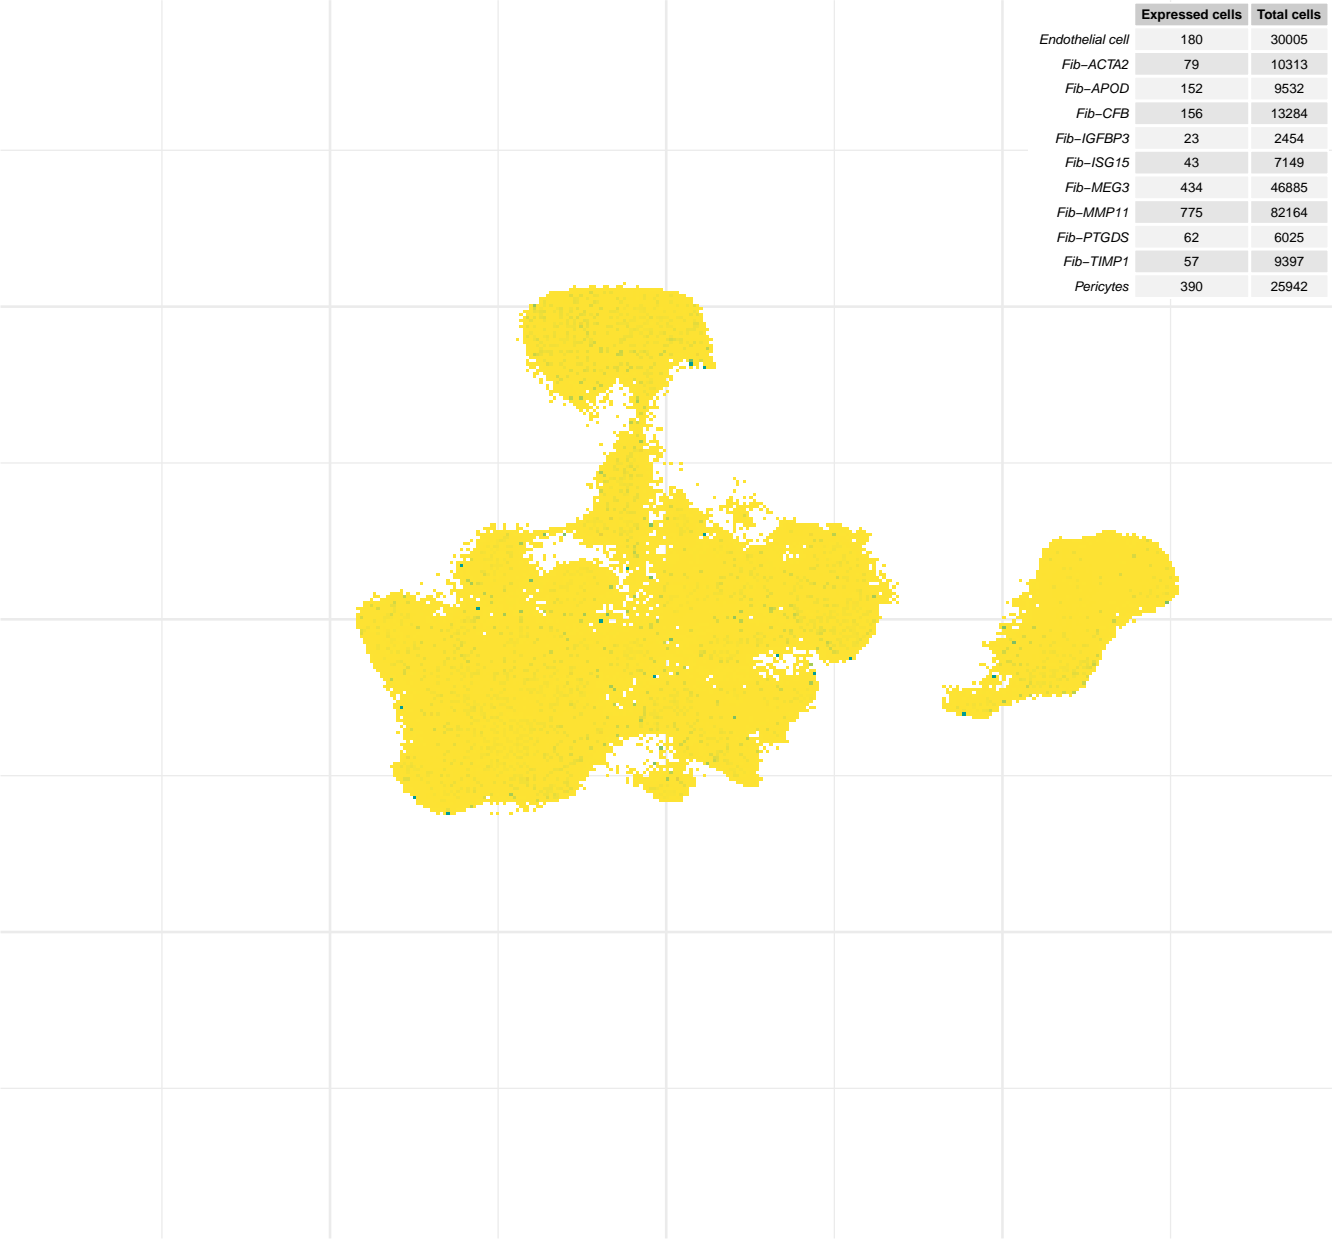 Expressed cells Total cells
Endothelial cell 180 30005
Fib−ACTA2 79 10313
Fib−APOD 152 9532
Fib−CFB 156 13284
Fib−IGFBP3 23 2454
Fib−ISG15 43 7149
Fib−MEG3 434 46885
Fib−MMP11 775 82164
Fib−PTGDS 62 6025
Fib−TIMP1 57 9397
Pericytes 390 25942